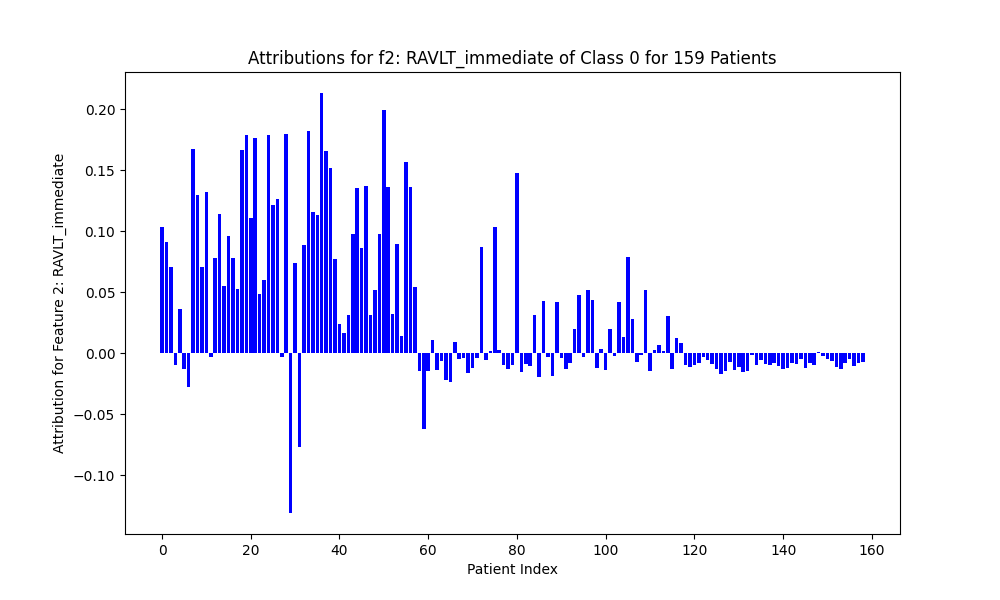 Attributions for f2: RAVLT_immediate of Class 0 for 159 Patients
Attribution for Feature 2: RAVLT_immediate
0.20
0.15
0.10
0.05
0.00
−0.05
−0.10
0 20 40 60 80 100 120 140 160
Patient Index